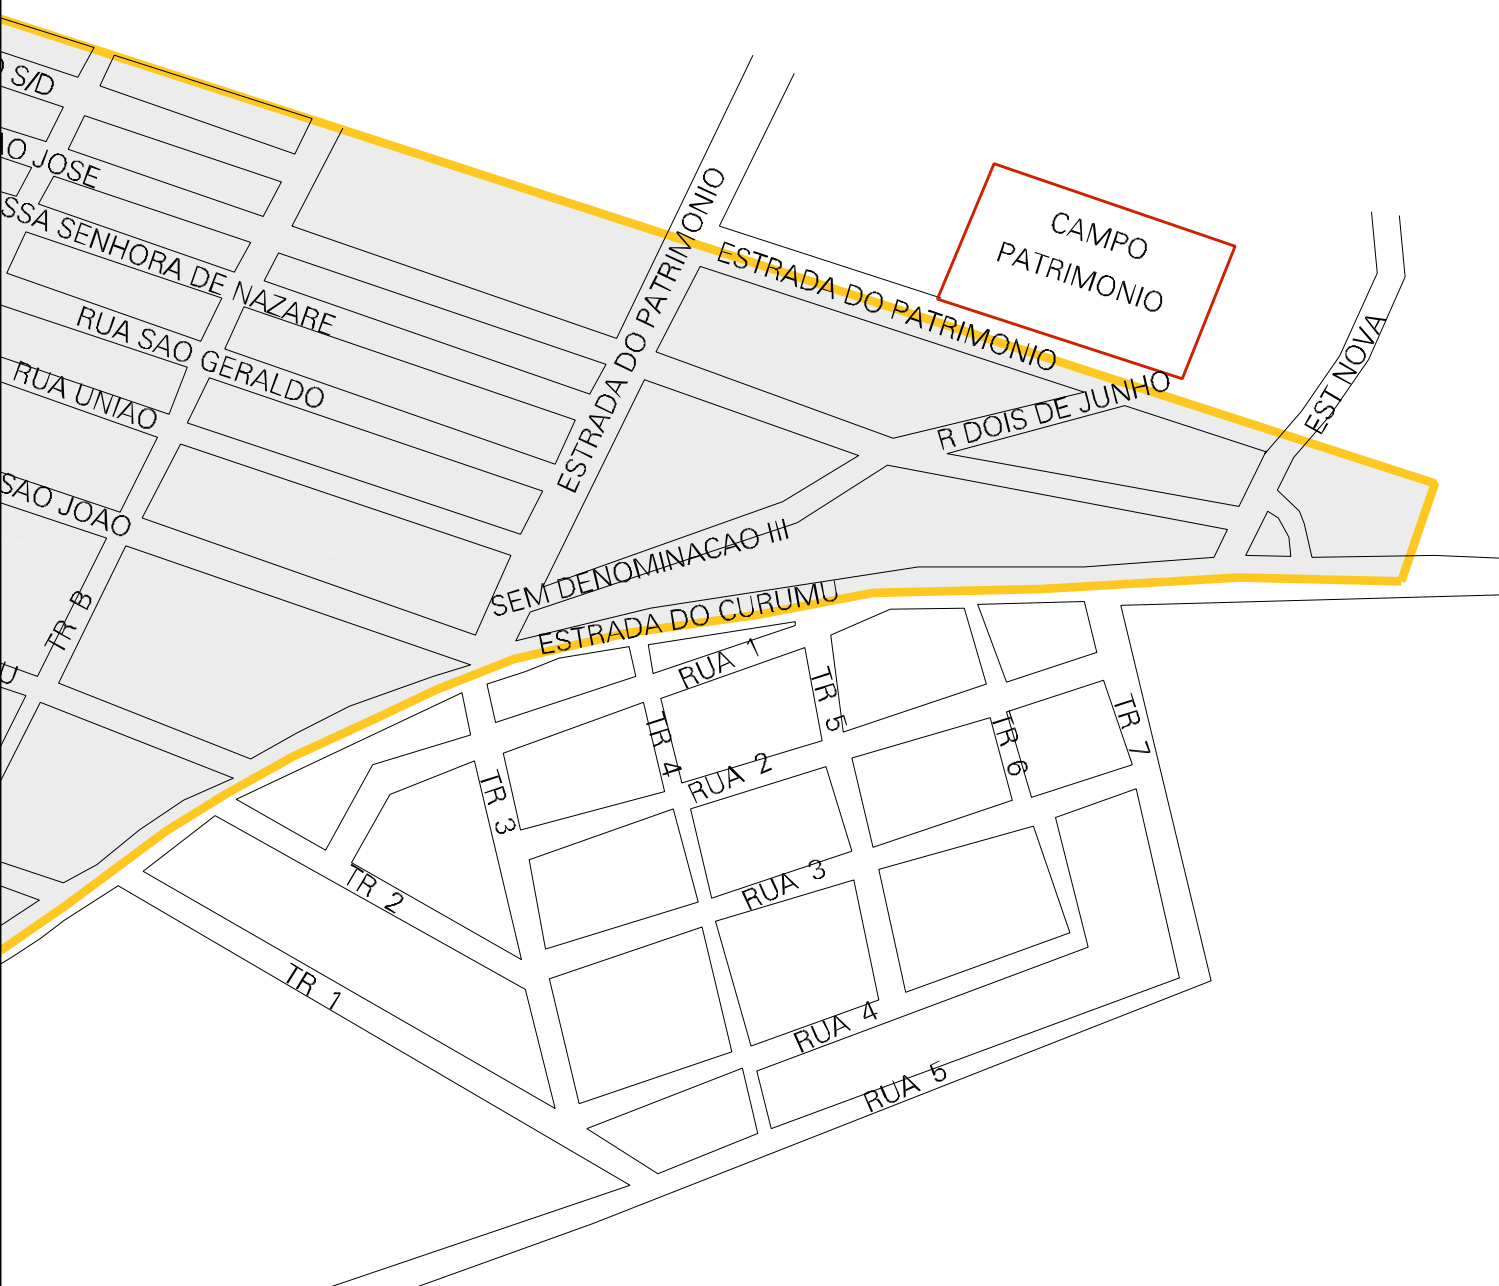 S/D
JOSE
SSA SENHORA DE NAZARE
RUA SAO GERALDO
RUA UNIAO
SAO JOAO
TR B
U
ESTRADA DO PATRIMONIO
ESTRADA DO PATRIMONIO
CAMPO
PATRIMONIO
R DOIS DE JUNHO
EST NOVA
SEM DENOMINACAO III
ESTRADA DO CURUMU
RUA 1
TR 5
TR 7
TR 4
TR 6
RUA 2
TR 3
RUA 3
TR 2
TR 1
RUA 4
RUA 5